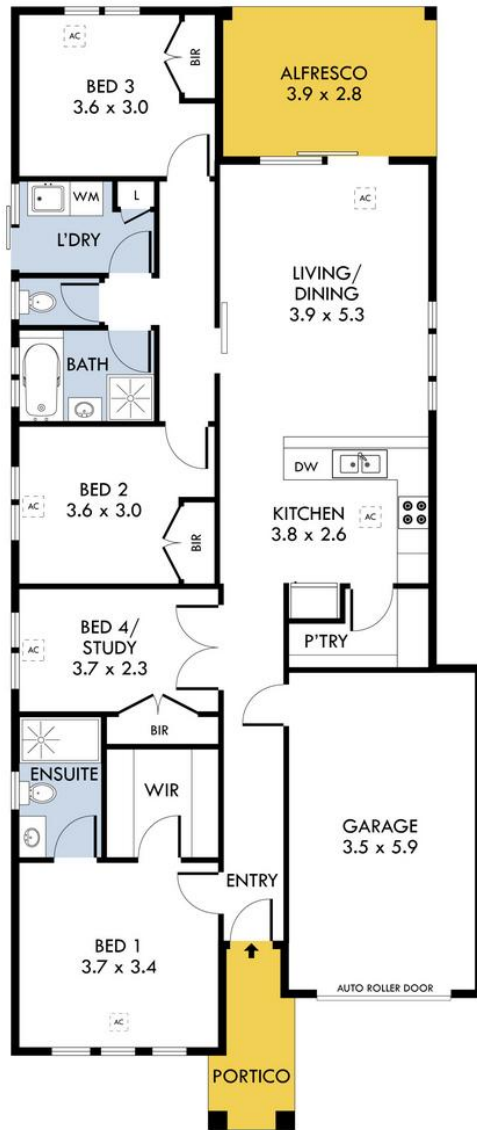 AC
BED 3
3.6 x 3.0
BIR
ALFRESCO
3.9 x 2.8
WM
L
L'DRY
AC
LIVING/
DINING
3.9 x 5.3
BATH
DW
BED 2
3.6 x 3.0
AC
BIR
KITCHEN
3.8 x 2.6
AC
BED 4/
STUDY
3.7 x 2.3
AC
P'TRY
BIR
ENSUITE
WIR
GARAGE
3.5 x 5.9
ENTRY
BED 1
3.7 x 3.4
AC
AUTO ROLLER DOOR
PORTICO